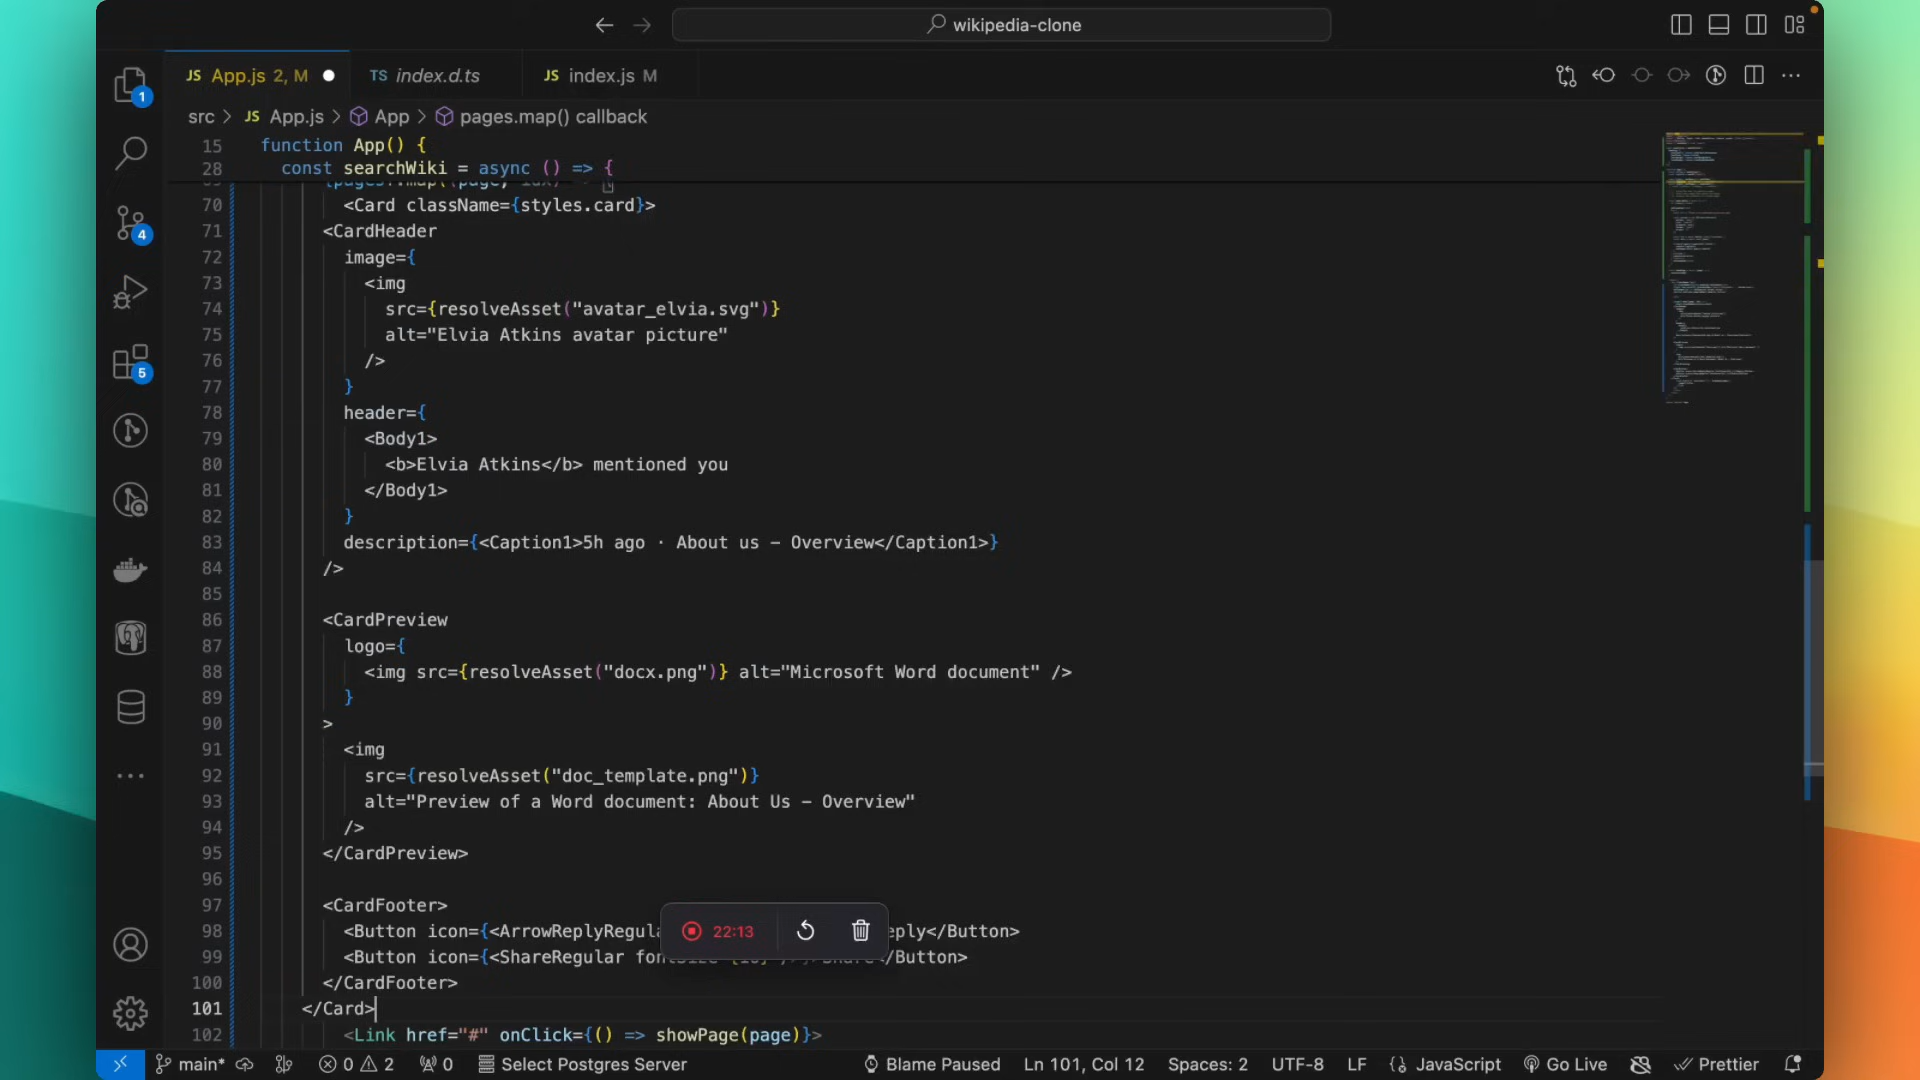 wikipedia-clone
JS App.js 2, M
TS index.d.ts
JS index.js M
1
src > JS App.js > App > pages.map() callback
15 function App() {
28 const searchWiki = async () => {
70 <Card className={styles.card}>
71 <CardHeader
72 image={
73 <img
74 src={resolveAsset("avatar_elvia.svg")}
75 alt="Elvia Atkins avatar picture"
76 />
77 }
78 header={
79 <Body1>
80 <b>Elvia Atkins</b> mentioned you
81 </Body1>
82 }
83 description={<Caption1>5h ago · About us - Overview</Caption1>}
84 />
85
86 <CardPreview
87 logo={
88 <img src={resolveAsset("docx.png")} alt="Microsoft Word document" />
89 }
90 >
91 <img
92 src={resolveAsset("doc_template.png")}
93 alt="Preview of a Word document: About Us - Overview"
94 />
95 </CardPreview>
96
97 <CardFooter>
98 <Button icon={<ArrowReplyRegula eply</Button>
99 <Button icon={<ShareRegular </Button>
100 </CardFooter>
101 </Card>
102 <Link href="#" onClick={() => showPage(page)}>
4
5
22:13
main* 0 2 0 Select Postgres Server Blame Paused Ln 101, Col 12 Spaces: 2 UTF-8 LF {} JavaScript Go Live Prettier